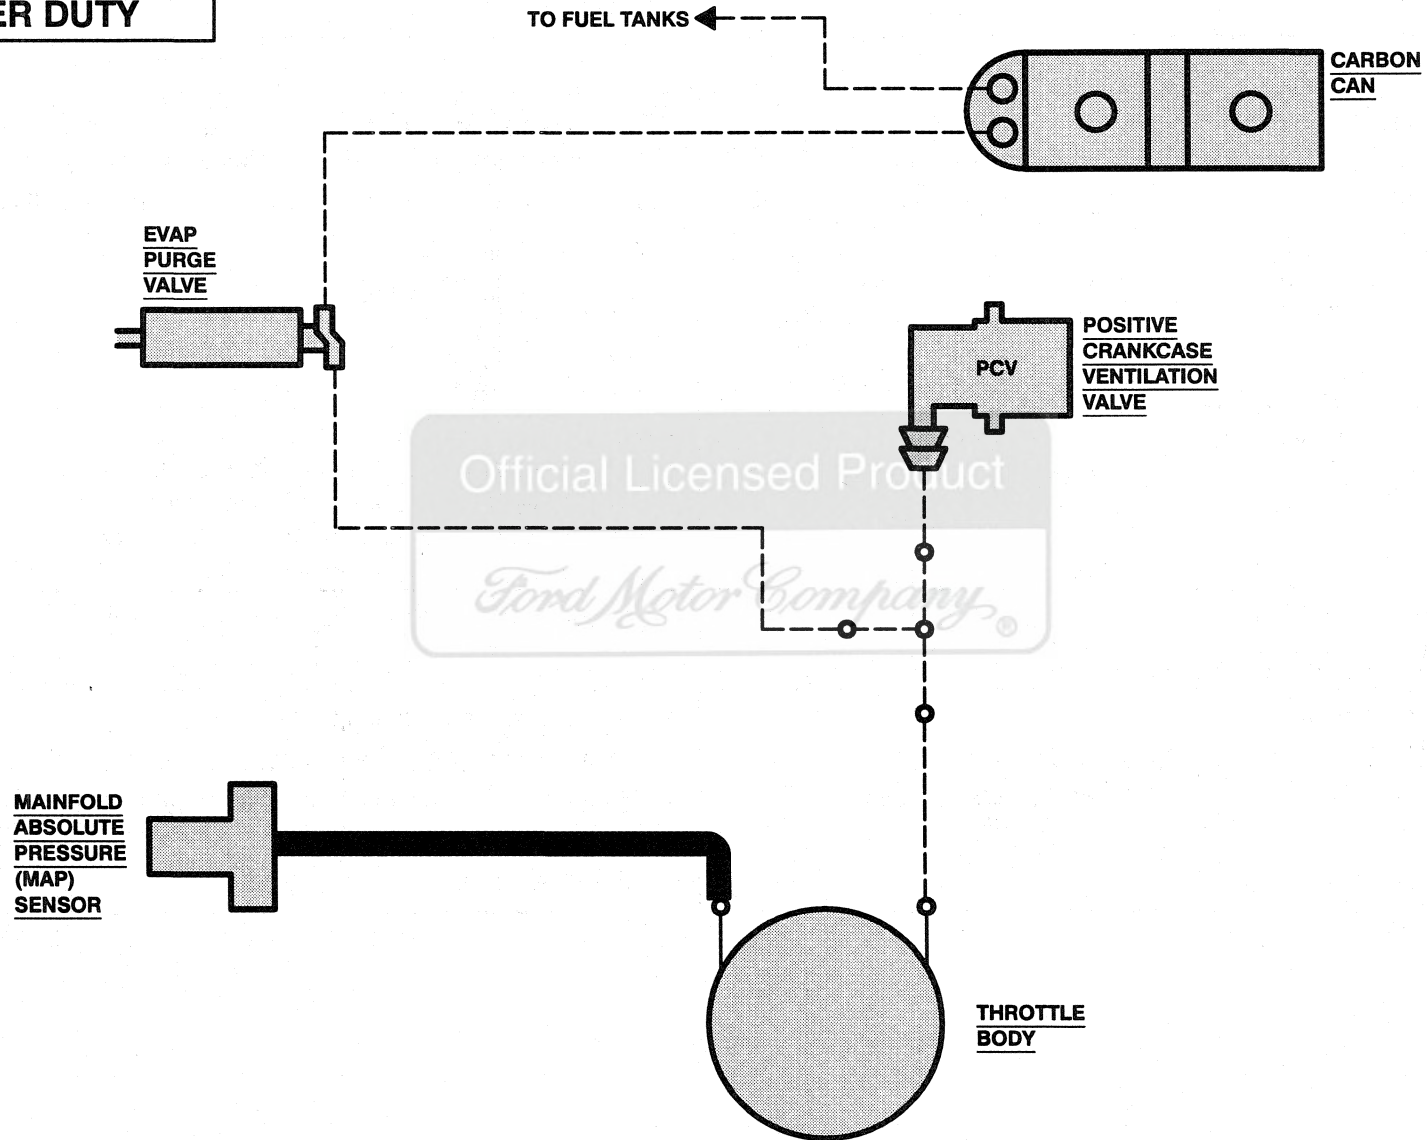 ER DUTY
TO FUEL TANKS
CARBON
CAN
EVAP
PURGE
VALVE
PCV
POSITIVE
CRANKCASE
VENTILATION
VALVE
Official Licensed Product
Ford Motor Company
®
MAINFOLD
ABSOLUTE
PRESSURE
(MAP)
SENSOR
THROTTLE
BODY